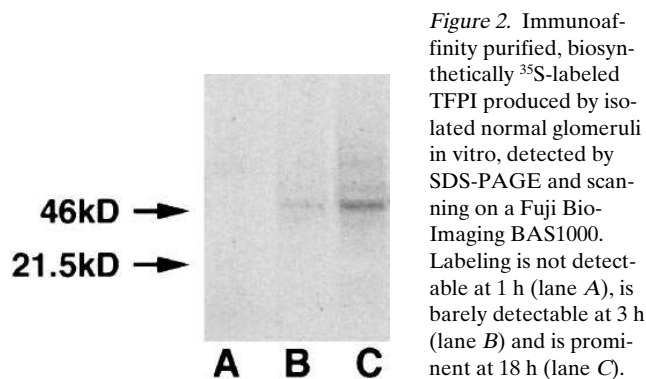 46kD
21.5kD
A B C
Figure 2. Immunoaf-
finity purified, biosyn-
thetically ³⁵S-labeled
TFPI produced by iso-
lated normal glomeruli
in vitro, detected by
SDS-PAGE and scan-
ning on a Fuji Bio-
Imaging BAS1000.
Labeling is not detect-
able at 1 h (lane A), is
barely detectable at 3 h
(lane B) and is promi-
nent at 18 h (lane C).